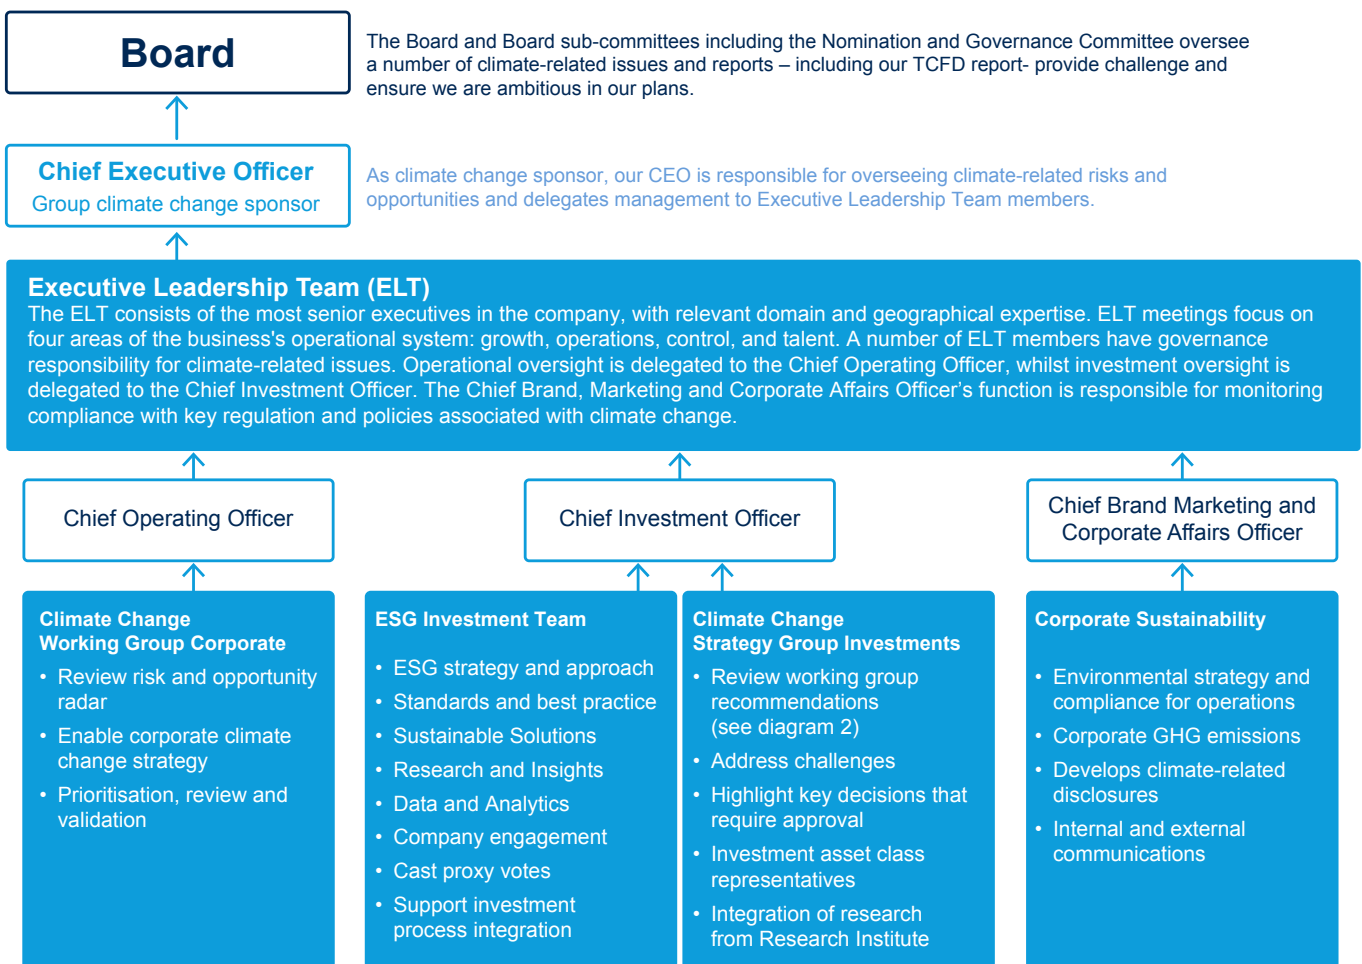 Board
The Board and Board sub-committees including the Nomination and Governance Committee oversee
a number of climate-related issues and reports – including our TCFD report- provide challenge and
ensure we are ambitious in our plans.
Chief Executive Officer
Group climate change sponsor
As climate change sponsor, our CEO is responsible for overseeing climate-related risks and
opportunities and delegates management to Executive Leadership Team members.
Executive Leadership Team (ELT)
The ELT consists of the most senior executives in the company, with relevant domain and geographical expertise. ELT meetings focus on
four areas of the business's operational system: growth, operations, control, and talent. A number of ELT members have governance
responsibility for climate-related issues. Operational oversight is delegated to the Chief Operating Officer, whilst investment oversight is
delegated to the Chief Investment Officer. The Chief Brand, Marketing and Corporate Affairs Officer’s function is responsible for monitoring
compliance with key regulation and policies associated with climate change.
Chief Operating Officer
Chief Investment Officer
Chief Brand Marketing and
Corporate Affairs Officer
Climate Change
Working Group Corporate
• Review risk and opportunity
radar
• Enable corporate climate
change strategy
• Prioritisation, review and
validation
ESG Investment Team
• ESG strategy and approach
• Standards and best practice
• Sustainable Solutions
• Research and Insights
• Data and Analytics
• Company engagement
• Cast proxy votes
• Support investment
process integration
Climate Change
Strategy Group Investments
• Review working group
recommendations
(see diagram 2)
• Address challenges
• Highlight key decisions that
require approval
• Investment asset class
representatives
• Integration of research
from Research Institute
Corporate Sustainability
• Environmental strategy and
compliance for operations
• Corporate GHG emissions
• Develops climate-related
disclosures
• Internal and external
communications